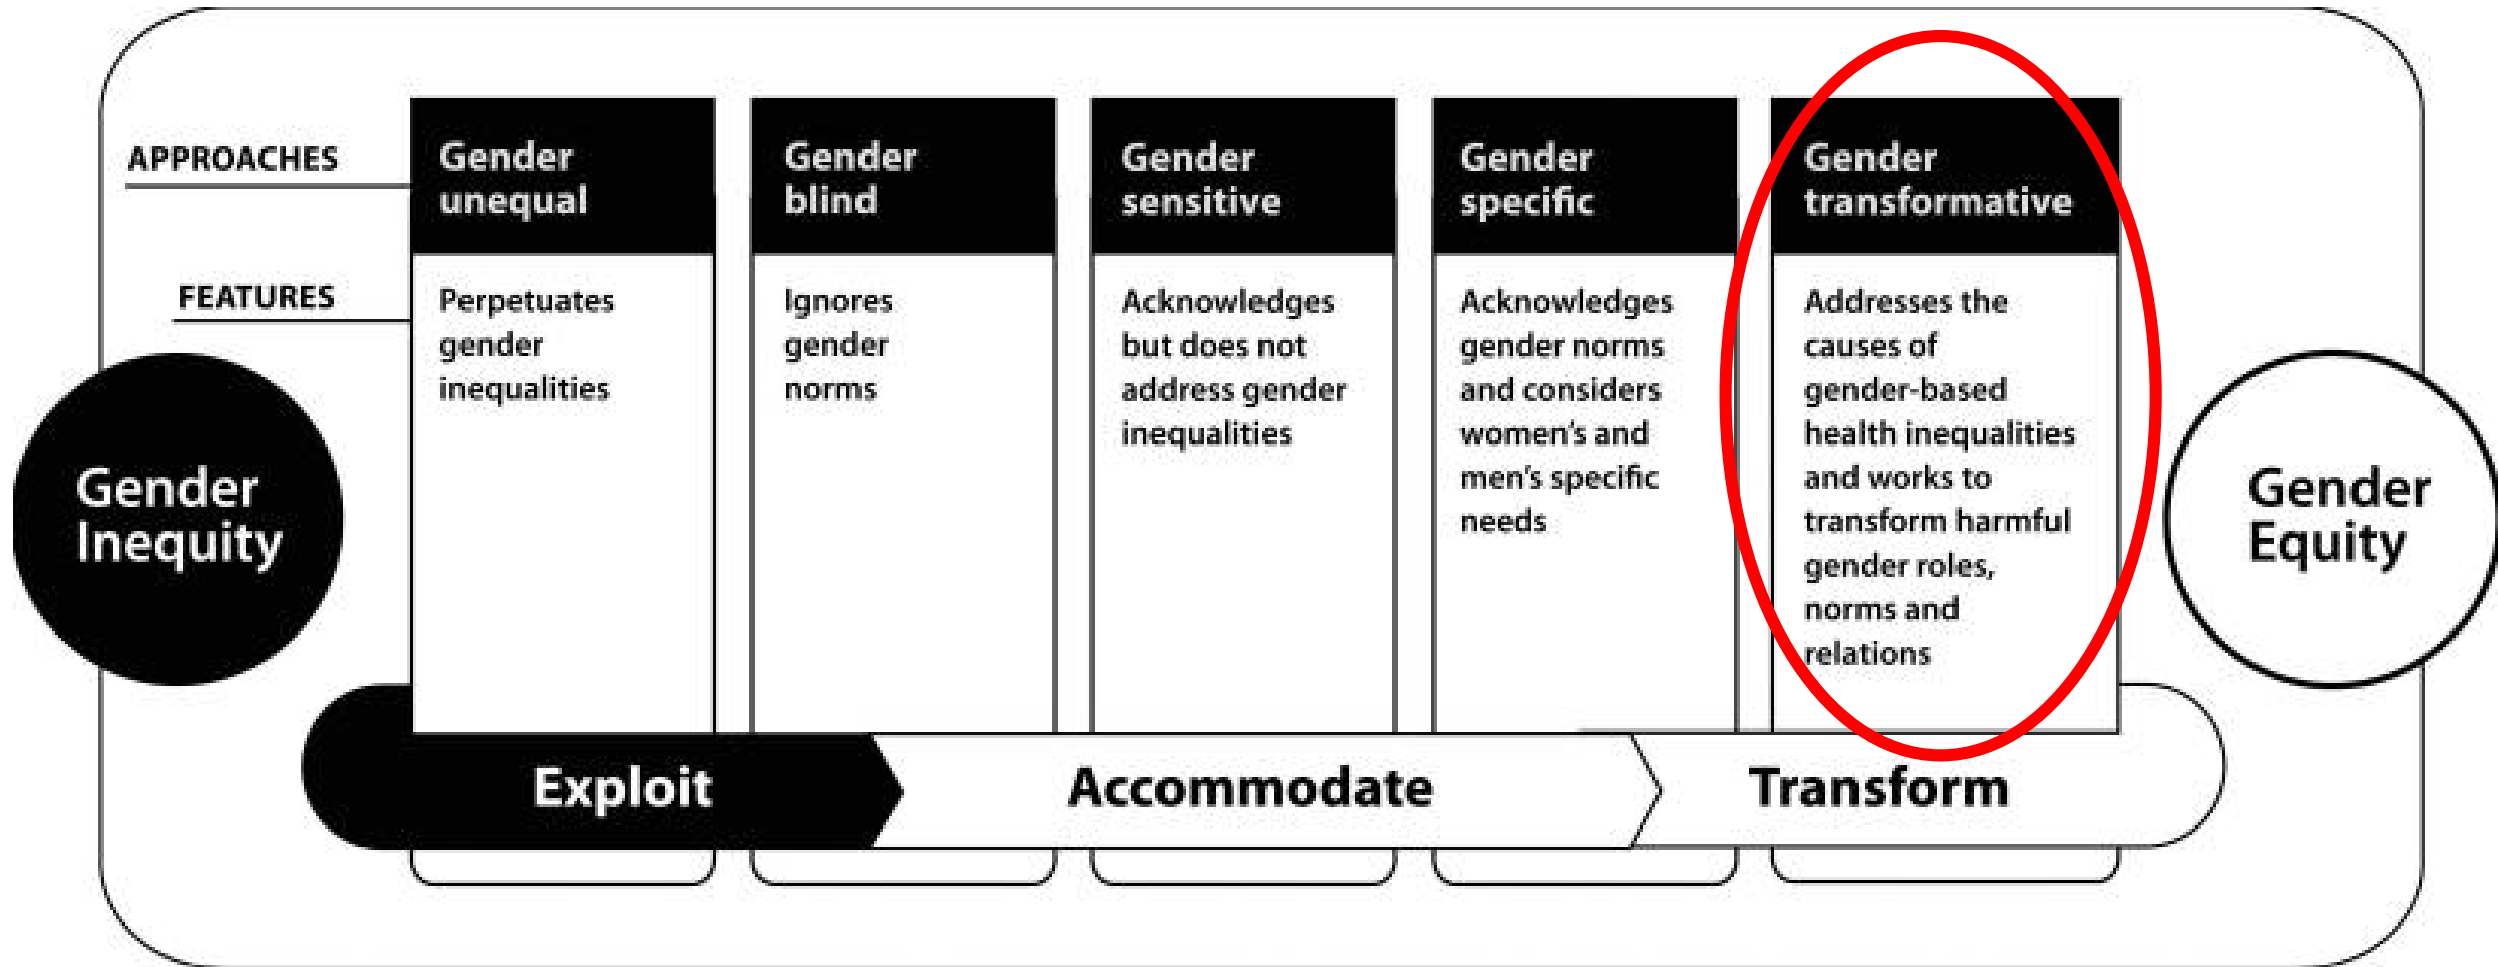 APPROACHES
Gender
unequal
Gender
blind
Gender
sensitive
Gender
specific
Gender
transformative
FEATURES
Perpetuates
gender
inequalities
Ignores
gender
norms
Acknowledges
but does not
address gender
inequalities
Acknowledges
gender norms
and considers
women's and
men's specific
needs
Addresses the
causes of
gender-based
health inequalities
and works to
transform harmful
gender roles,
norms and
relations
Gender
Inequity
Gender
Equity
Exploit
Accommodate
Transform